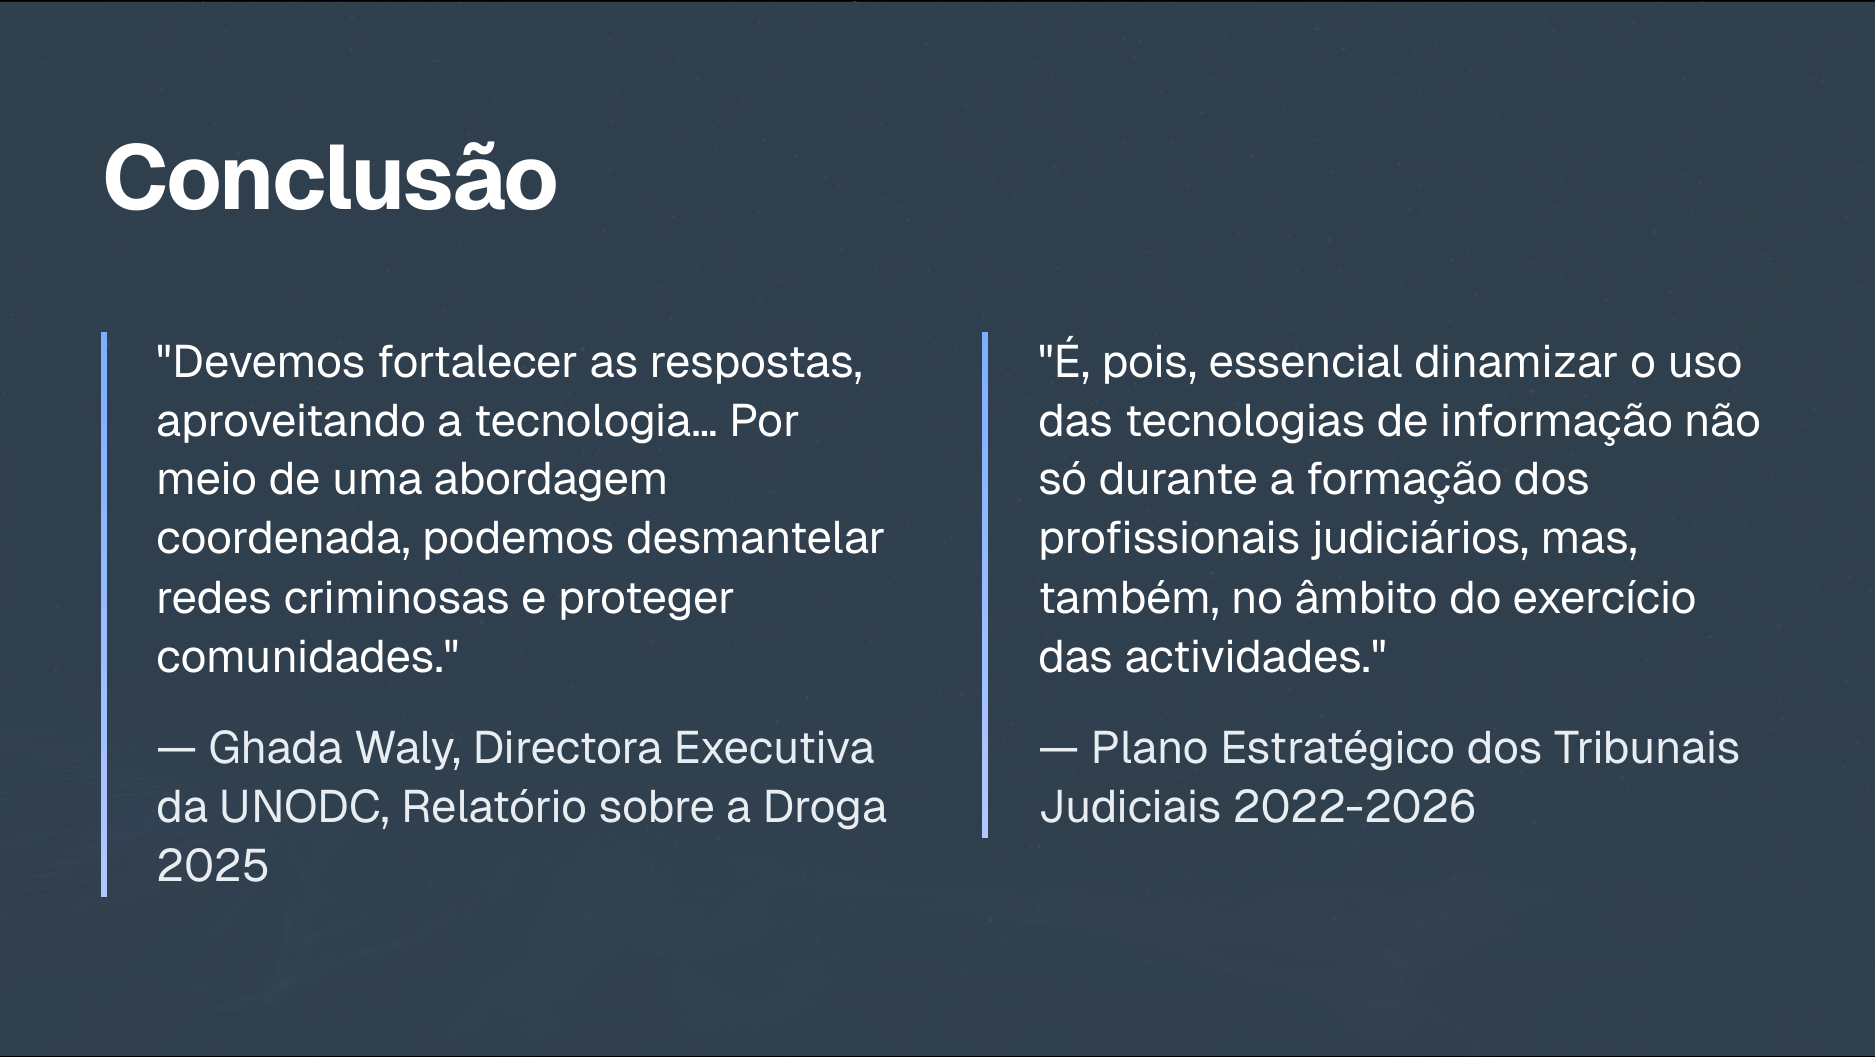 Conclusão
"Devemos fortalecer as respostas,
aproveitando a tecnologia... Por
meio de uma abordagem
coordenada, podemos desmantelar
redes criminosas e proteger
comunidades."
— Ghada Waly, Directora Executiva
da UNODC, Relatório sobre a Droga
2025
"É, pois, essencial dinamizar o uso
das tecnologias de informação não
só durante a formação dos
profissionais judiciários, mas,
também, no âmbito do exercício
das actividades."
— Plano Estratégico dos Tribunais
Judiciais 2022-2026